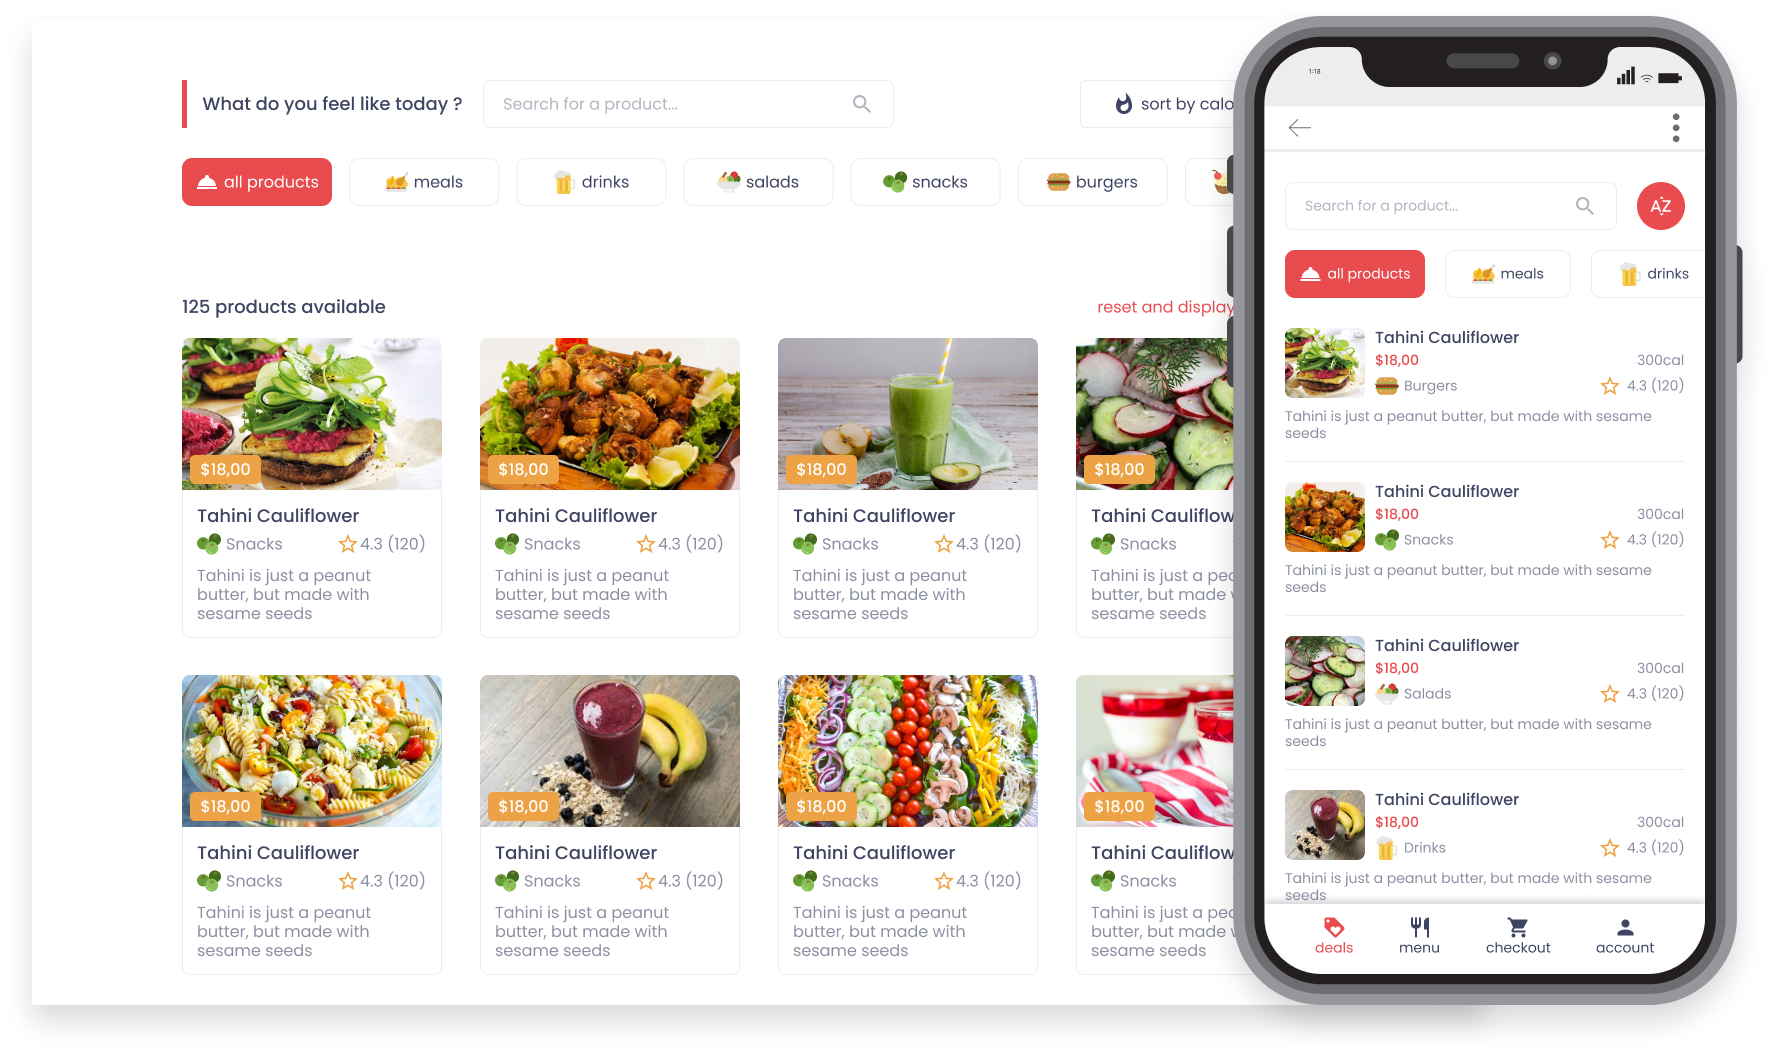 What do you feel like today ?
Search for a product...
sort by calo
all products
meals
drinks
salads
snacks
burgers
125 products available
reset and display
$18,00
$18,00
$18,00
$18,00
Tahini Cauliflower
Tahini Cauliflower
Tahini Cauliflower
Tahini Cauliflow
Snacks
4.3 (120)
Snacks
4.3 (120)
Snacks
4.3 (120)
Snacks
Tahini is just a peanut
butter, but made with
sesame seeds
Tahini is just a peanut
butter, but made with
sesame seeds
Tahini is just a peanut
butter, but made with
sesame seeds
Tahini is just a pea
butter, but made w
sesame seeds
$18,00
$18,00
$18,00
$18,00
Tahini Cauliflower
Tahini Cauliflower
Tahini Cauliflower
Tahini Cauliflow
Snacks
4.3 (120)
Snacks
4.3 (120)
Snacks
4.3 (120)
Snacks
Tahini is just a peanut
butter, but made with
sesame seeds
Tahini is just a peanut
butter, but made with
sesame seeds
Tahini is just a peanut
butter, but made with
sesame seeds
Tahini is just a pea
butter, but made w
sesame seeds
1:18
Search for a product...
AZ
all products
meals
drinks
Tahini Cauliflower
$18,00
300cal
Burgers
4.3 (120)
Tahini is just a peanut butter, but made with sesame
seeds
Tahini Cauliflower
$18,00
300cal
Snacks
4.3 (120)
Tahini is just a peanut butter, but made with sesame
seeds
Tahini Cauliflower
$18,00
300cal
Salads
4.3 (120)
Tahini is just a peanut butter, but made with sesame
seeds
Tahini Cauliflower
$18,00
300cal
Drinks
4.3 (120)
Tahini is just a peanut butter, but made with sesame
seeds
deals
menu
checkout
account